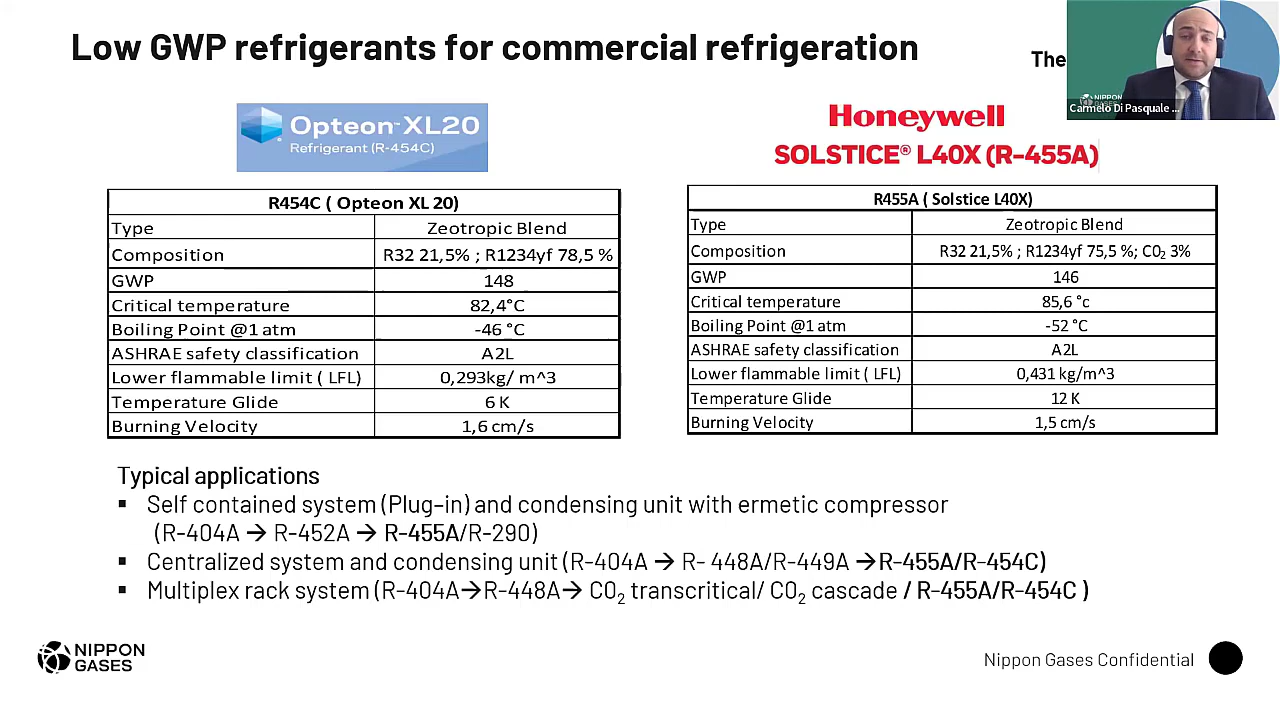 Low GWP refrigerants for commercial refrigeration
The
NIPPON
GASES
Carmelo Di Pasquale ...
Opteon™ XL20
Refrigerant (R-454C)
Honeywell
SOLSTICE® L40X (R-455A)
R454C ( Opteon XL 20)
Type Zeotropic Blend
Composition R32 21,5% ; R1234yf 78,5 %
GWP 148
Critical temperature 82,4°C
Boiling Point @1 atm -46 °C
ASHRAE safety classification A2L
Lower flammable limit ( LFL) 0,293kg/ m^3
Temperature Glide 6 K
Burning Velocity 1,6 cm/s
R455A ( Solstice L40X)
Type Zeotropic Blend
Composition R32 21,5% ; R1234yf 75,5 %; CO₂ 3%
GWP 146
Critical temperature 85,6 °c
Boiling Point @1 atm -52 °C
ASHRAE safety classification A2L
Lower flammable limit ( LFL) 0,431 kg/m^3
Temperature Glide 12 K
Burning Velocity 1,5 cm/s
Typical applications
▪ Self contained system (Plug-in) and condensing unit with ermetic compressor
(R-404A → R-452A → R-455A/R-290)
▪ Centralized system and condensing unit (R-404A → R- 448A/R-449A →R-455A/R-454C)
▪ Multiplex rack system (R-404A→R-448A→ CO₂ transcritical/ CO₂ cascade / R-455A/R-454C )
NIPPON
GASES
Nippon Gases Confidential